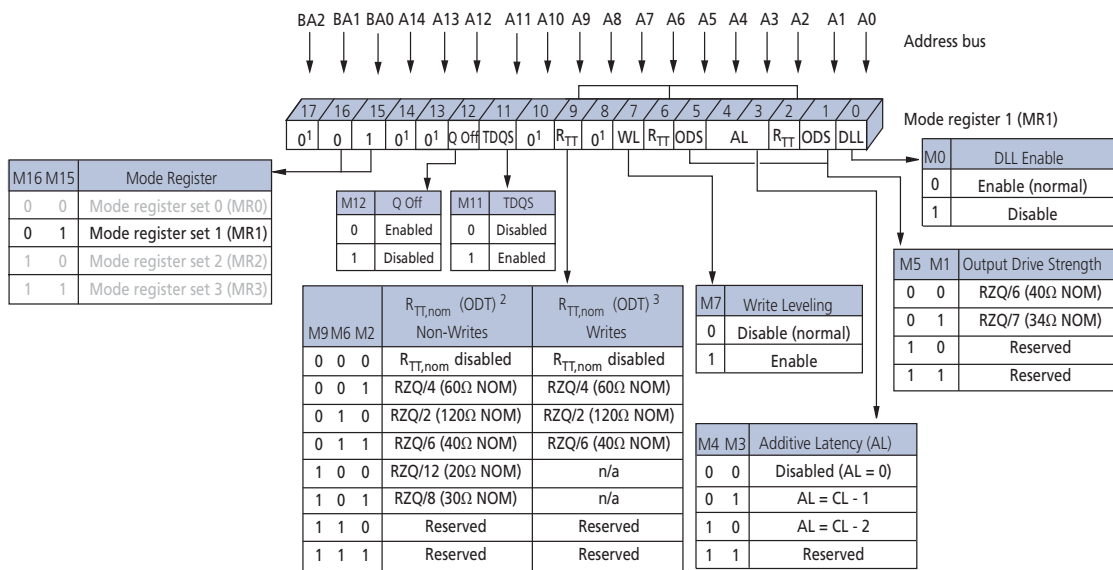 BA2 BA1 BA0 A14 A13 A12 A11 A10 A9 A8 A7 A6 A5 A4 A3 A2 A1 A0
Address bus
17 16 15 14 13 12 11 10 9 8 7 6 5 4 3 2 1 0
Mode register 1 (MR1)
0¹ 0 1 0¹ 0¹ Q Off TDQS 0¹ RTT 0¹ WL RTT ODS AL RTT ODS DLL
M16 M15 Mode Register
0 0 Mode register set 0 (MR0)
0 1 Mode register set 1 (MR1)
1 0 Mode register set 2 (MR2)
1 1 Mode register set 3 (MR3)
M12 Q Off
0 Enabled
1 Disabled
M11 TDQS
0 Disabled
1 Enabled
M0 DLL Enable
0 Enable (normal)
1 Disable
M5 M1 Output Drive Strength
0 0 RZQ/6 (40Ω NOM)
0 1 RZQ/7 (34Ω NOM)
1 0 Reserved
1 1 Reserved
M9 M6 M2 RTT,nom (ODT) ² Non-Writes RTT,nom (ODT) ³ Writes
0 0 0 RTT,nom disabled RTT,nom disabled
0 0 1 RZQ/4 (60Ω NOM) RZQ/4 (60Ω NOM)
0 1 0 RZQ/2 (120Ω NOM) RZQ/2 (120Ω NOM)
0 1 1 RZQ/6 (40Ω NOM) RZQ/6 (40Ω NOM)
1 0 0 RZQ/12 (20Ω NOM) n/a
1 0 1 RZQ/8 (30Ω NOM) n/a
1 1 0 Reserved Reserved
1 1 1 Reserved Reserved
M7 Write Leveling
0 Disable (normal)
1 Enable
M4 M3 Additive Latency (AL)
0 0 Disabled (AL = 0)
0 1 AL = CL - 1
1 0 AL = CL - 2
1 1 Reserved